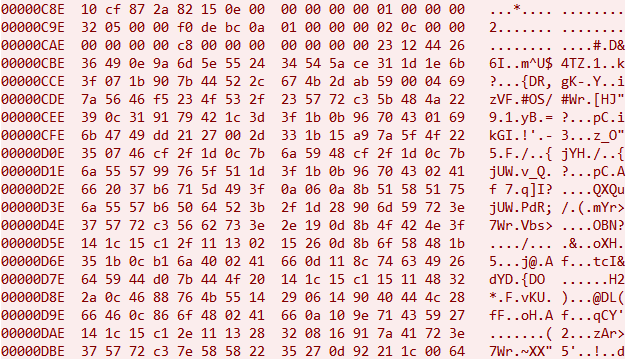 00000C8E 10 cf 87 2a 82 15 0e 00 00 00 00 00 01 00 00 00 ...*.... ........
00000C9E 32 05 00 00 f0 de bc 0a 01 00 00 00 02 0c 00 00 2....... ........
00000CAE 00 00 00 00 c8 00 00 00 00 00 00 00 23 12 44 26 ........ ....#.D&
00000CBE 36 49 0e 9a 6d 5e 55 24 34 54 5a ce 31 1d 1e 6b 6I..m^U$ 4TZ.1..k
00000CCE 3f 07 1b 90 7b 44 52 2c 67 4b 2d ab 59 00 04 69 ?...{DR, gK-.Y..i
00000CDE 7a 56 46 f5 23 4f 53 2f 23 57 72 c3 5b 48 4a 22 zVF.#OS/ #Wr.[HJ"
00000CEE 39 0c 31 91 79 42 1c 3d 3f 1b 0b 96 70 43 01 69 9.1.yB.= ?...pC.i
00000CFE 6b 47 49 dd 21 27 00 2d 33 1b 15 a9 7a 5f 4f 22 kGI.!'.- 3...z_O"
00000D0E 35 07 46 cf 2f 1d 0c 7b 6a 59 48 cf 2f 1d 0c 7b 5.F./..{ jYH./..{
00000D1E 6a 55 57 99 76 5f 51 1d 3f 1b 0b 96 70 43 02 41 jUW.v_Q. ?...pC.A
00000D2E 66 20 37 b6 71 5d 49 3f 0a 06 0a 8b 51 58 51 75 f 7.q]I? ....QXQu
00000D3E 6a 55 57 b6 50 64 52 3b 2f 1d 28 90 6d 59 72 3e jUW.PdR; /.(.mYr>
00000D4E 37 57 72 c3 56 62 73 3e 2e 19 0d 8b 4f 42 4e 3f 7Wr.Vbs> ....OBN?
00000D5E 14 1c 15 c1 2f 11 13 02 15 26 0d 8b 6f 58 48 1b ..../... .&..oXH.
00000D6E 35 1b 0c b1 6a 40 02 41 66 0d 11 8c 74 63 49 26 5...j@.A f...tcI&
00000D7E 64 59 44 d0 7b 44 4f 20 14 1c 15 c1 15 11 48 32 dYD.{DO  ......H2
00000D8E 2a 0c 46 88 76 4b 55 14 29 06 14 90 40 44 4c 28 *.F.vKU. )...@DL(
00000D9E 66 46 0c 86 6f 48 02 41 66 0a 10 9e 71 43 59 27 fF..oH.A f...qCY'
00000DAE 14 1c 15 c1 2e 11 13 28 32 08 16 91 7a 41 72 3e .......( 2...zAr>
00000DBE 37 57 72 c3 7e 58 58 22 35 27 0d 92 21 1c 00 64 7Wr.~XX" 5'..!..d